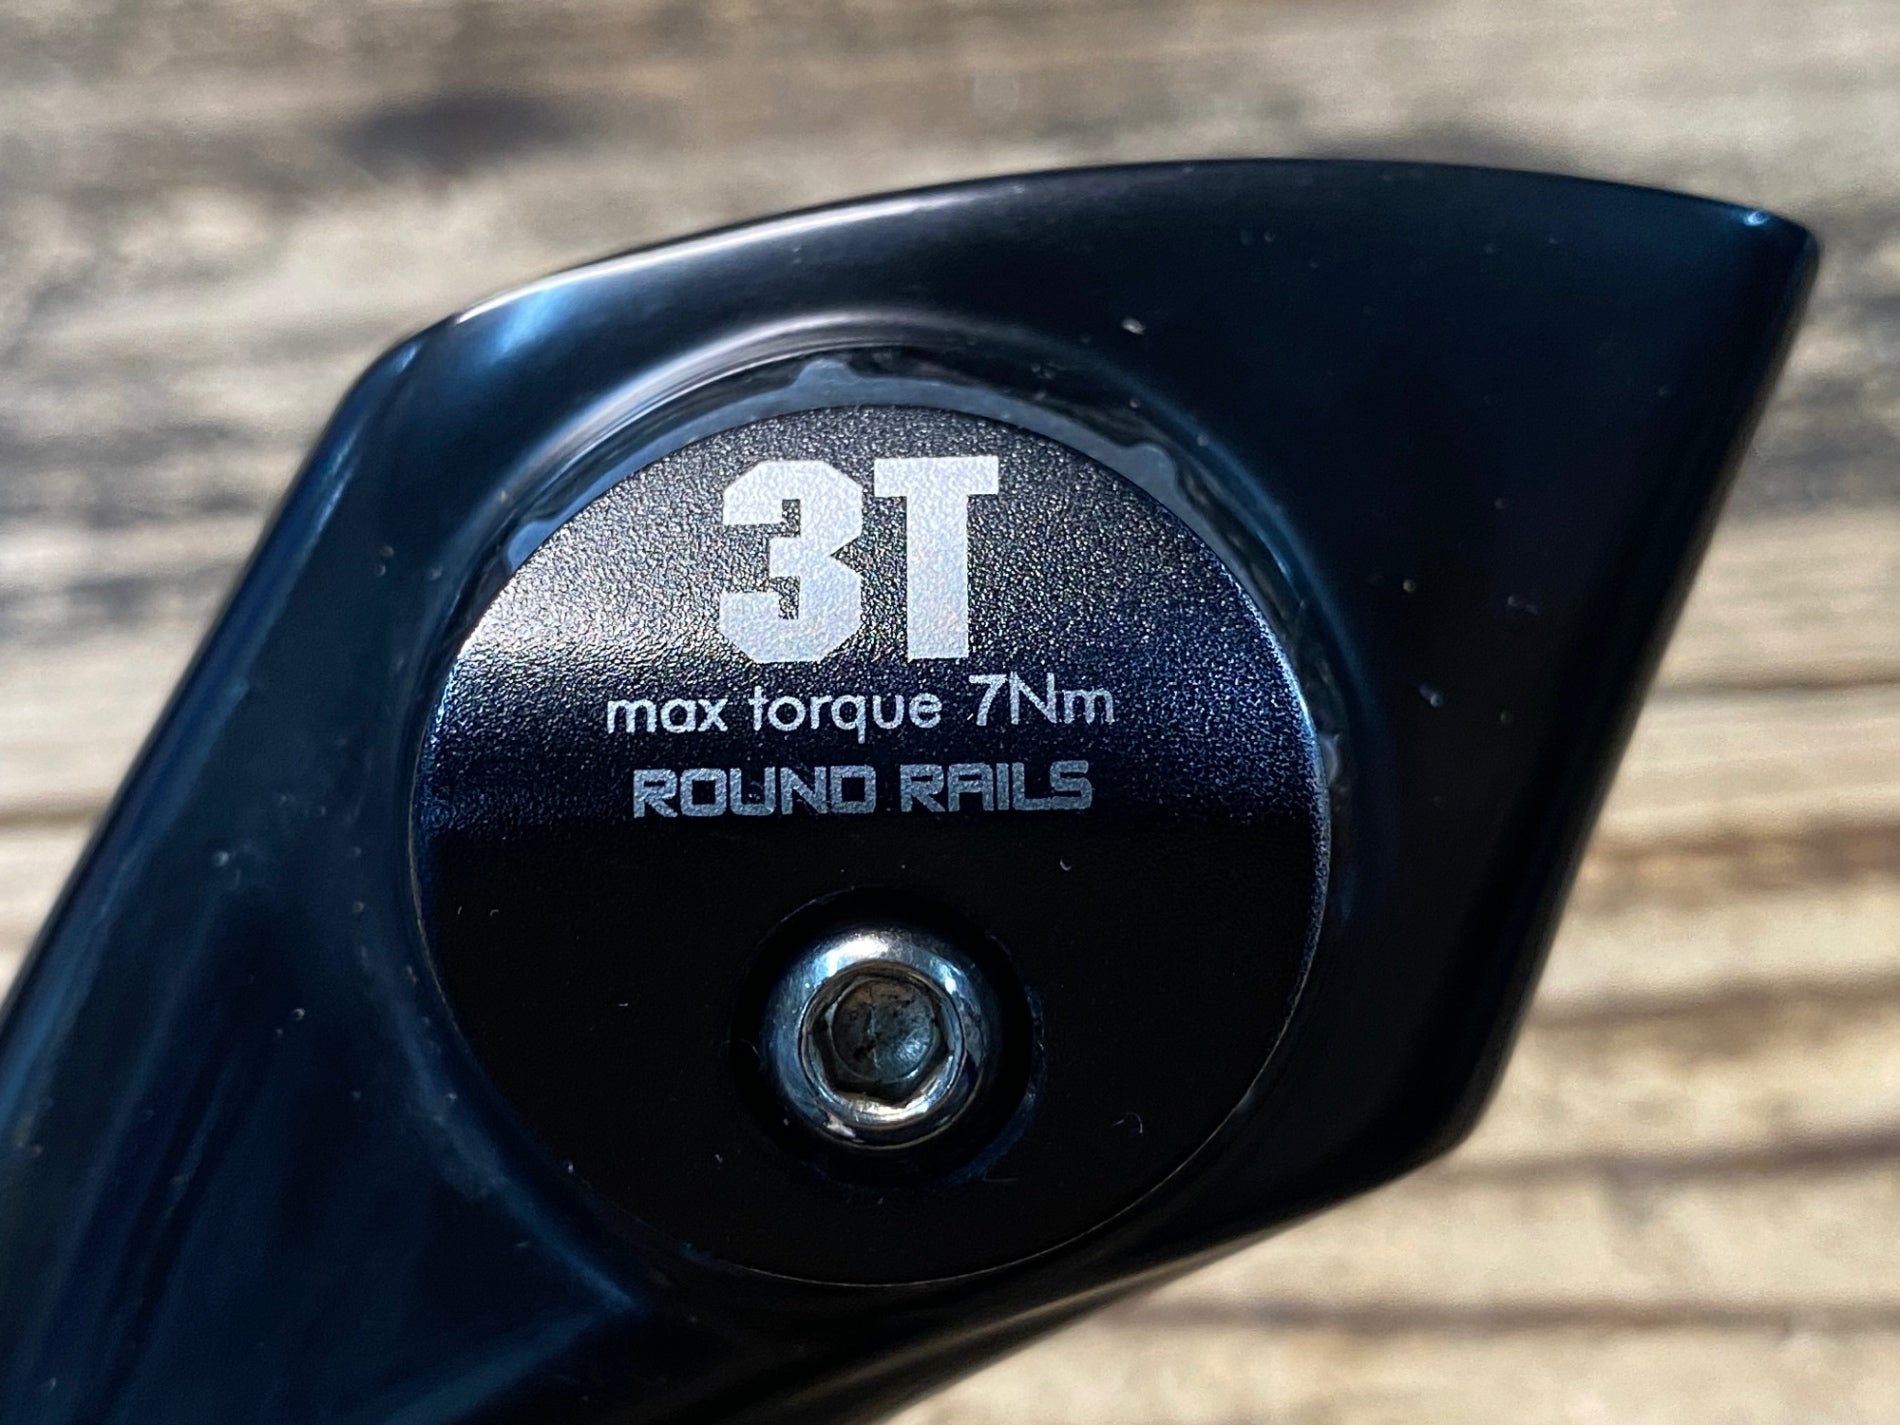 3T
max torque 7Nm
ROUND RAILS